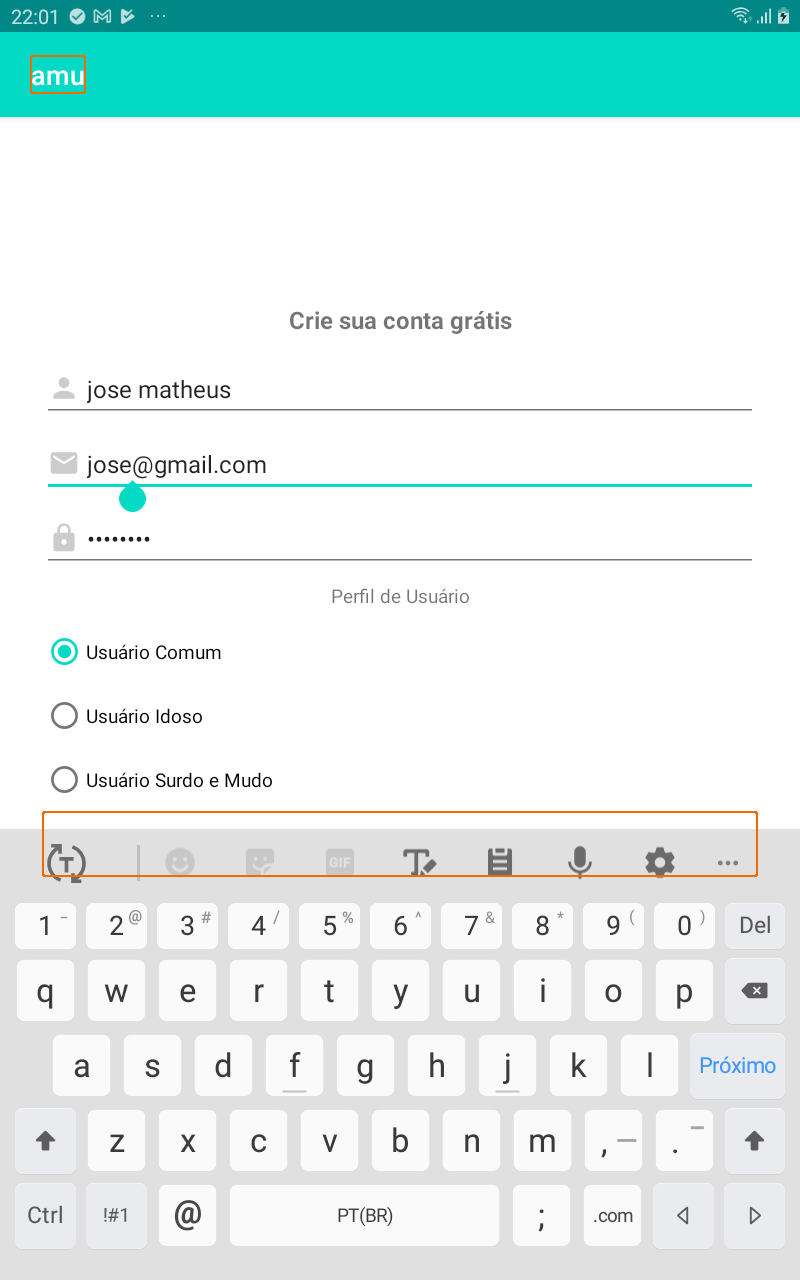 22:01
amu
Crie sua conta grátis
jose matheus
jose@gmail.com
••••••••
Perfil de Usuário
Usuário Comum
Usuário Idoso
Usuário Surdo e Mudo
T GIF T
1 - 2 @ 3 # 4 / 5 % 6 ^ 7 & 8 * 9 ( 0 ) Del
q w e r t y u i o p
a s d f g h j k l Próximo
z x c v b n m , — . –
Ctrl !#1 @ PT(BR) ; .com